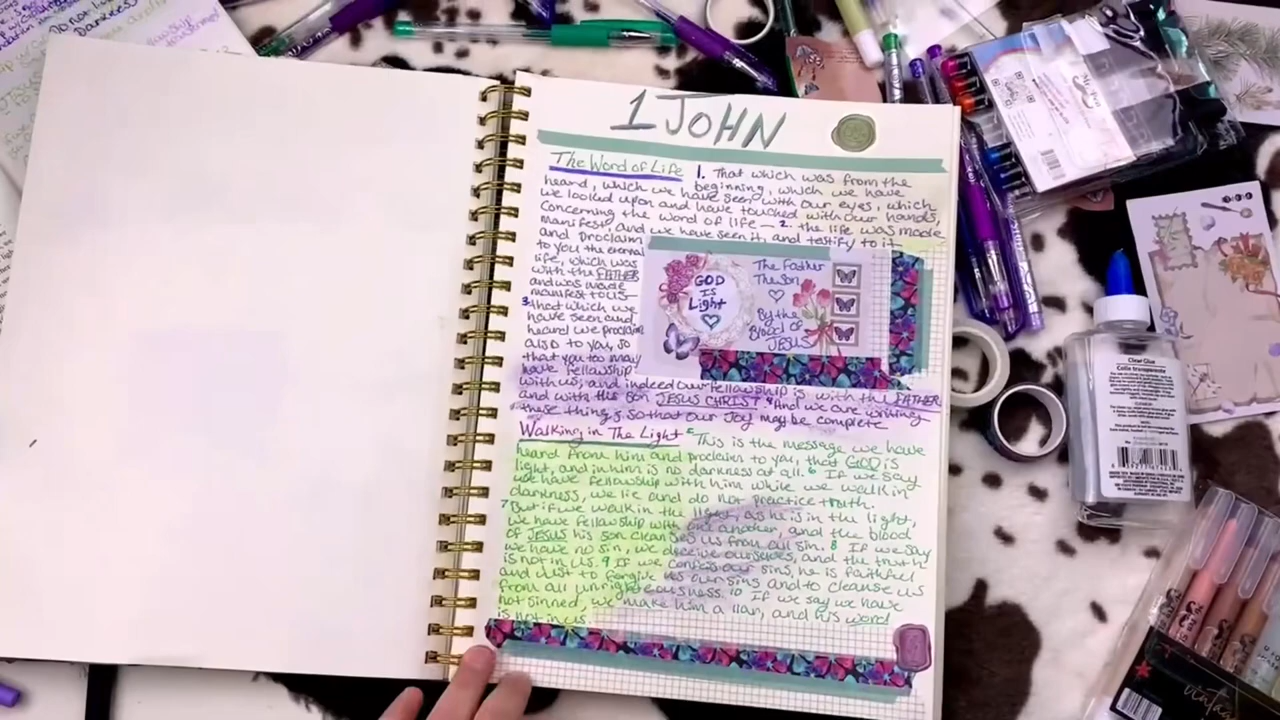 1 JOHN
The Word of Life 1. That which was from the
beginning, which we have
heard, which we have seen with our eyes, which
we looked upon and have touched with our hands,
concerning the word of life — 2. the life was made
manifest, and we have seen it, and testify to it
and proclaim
to you the eternal
life, which was
with the FATHER
and was made
manifest to us—
3 that which we
have seen and
heard we proclaim
also to you, so
that you too may
have fellowship
with us; and indeed our fellowship is with the FATHER
and with the son JESUS CHRIST. 4 And we are writing
these things so that our Joy may be complete
GOD
IS
Light
The Father
The Son
By the
Blood of
JESUS
Walking in The Light 5 This is the message we have
heard from him and proclaim to you, that GOD is
light, and in him is no darkness at all. 6 If we say
we have fellowship with him while we walk in
darkness, we lie and do not practice truth.
7 But if we walk in the light, as he is in the light,
we have fellowship with one another, and the blood
of JESUS his son cleanses us from all sin. 8 If we say
we have no sin, we deceive ourselves, and the truth
is not in us. 9 If we confess our sins, he is faithful
and Just to forgive us our sins and to cleanse us
from all unrighteousness. 10 If we say we have
not sinned, we make him a liar, and his word
is not in us.
Darkness
Clear Glue
Colle transparente
vintage